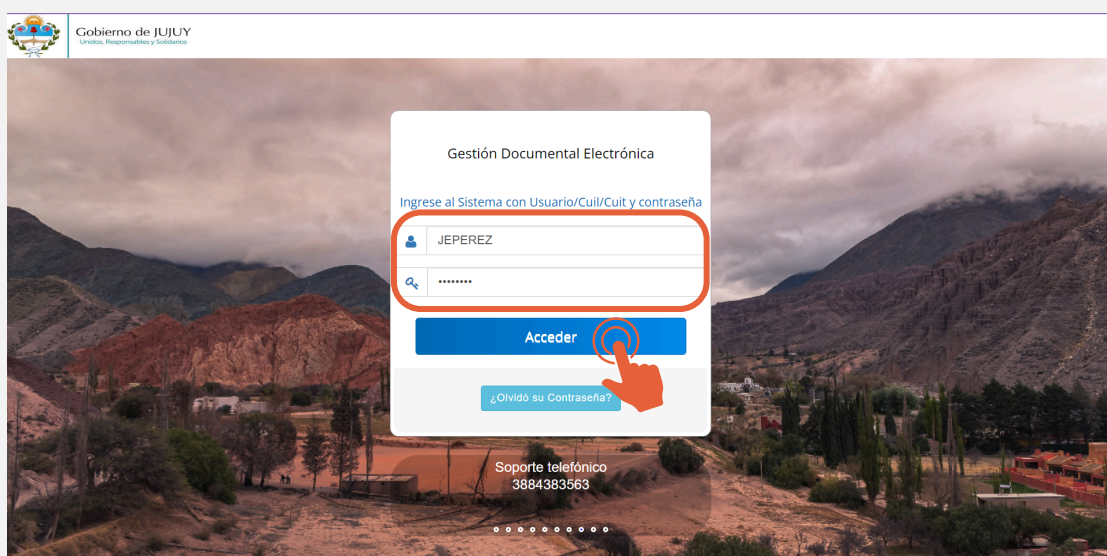 Gobierno de JUJUY
Unidos, Responsables y Solidarios
Gestión Documental Electrónica
Ingrese al Sistema con Usuario/Cuil/Cuit y contraseña
JEPEREZ
••••••••
Acceder
¿Olvidó su Contraseña?
Soporte telefónico
3884383563